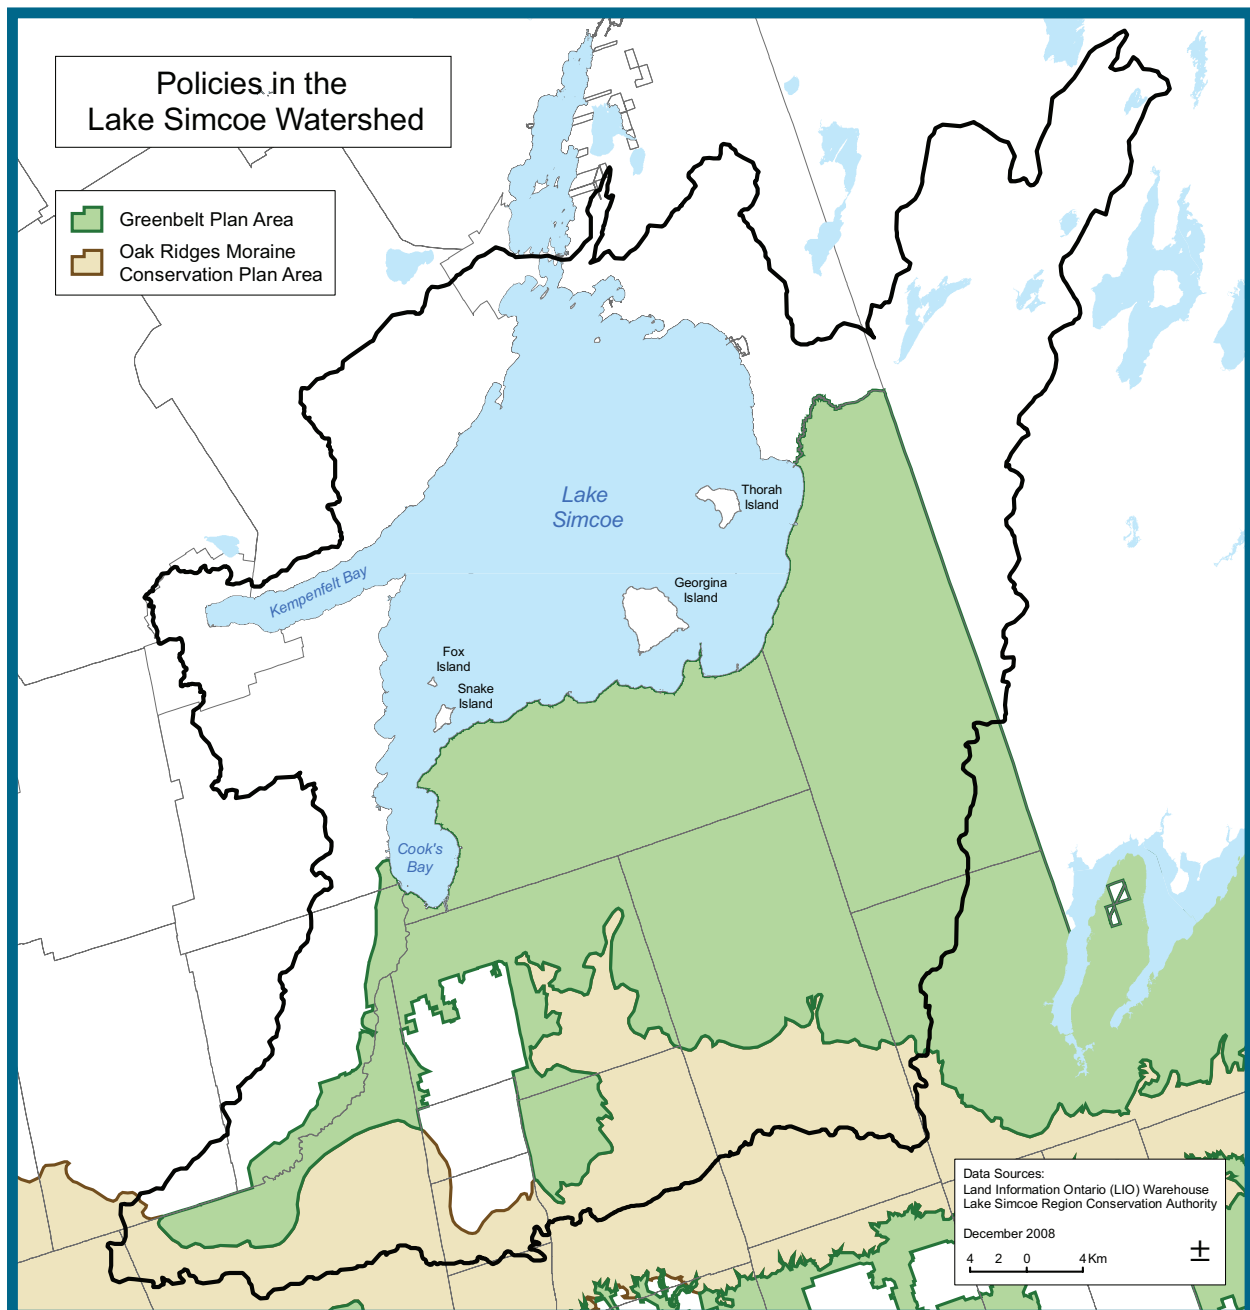 Policies in the
Lake Simcoe Watershed
Greenbelt Plan Area
Oak Ridges Moraine
Conservation Plan Area
Lake
Simcoe
Thorah
Island
Georgina
Island
Kempenfelt Bay
Fox
Island
Snake
Island
Cook's
Bay
Data Sources:
Land Information Ontario (LIO) Warehouse
Lake Simcoe Region Conservation Authority
December 2008
4 2 0 4 Km